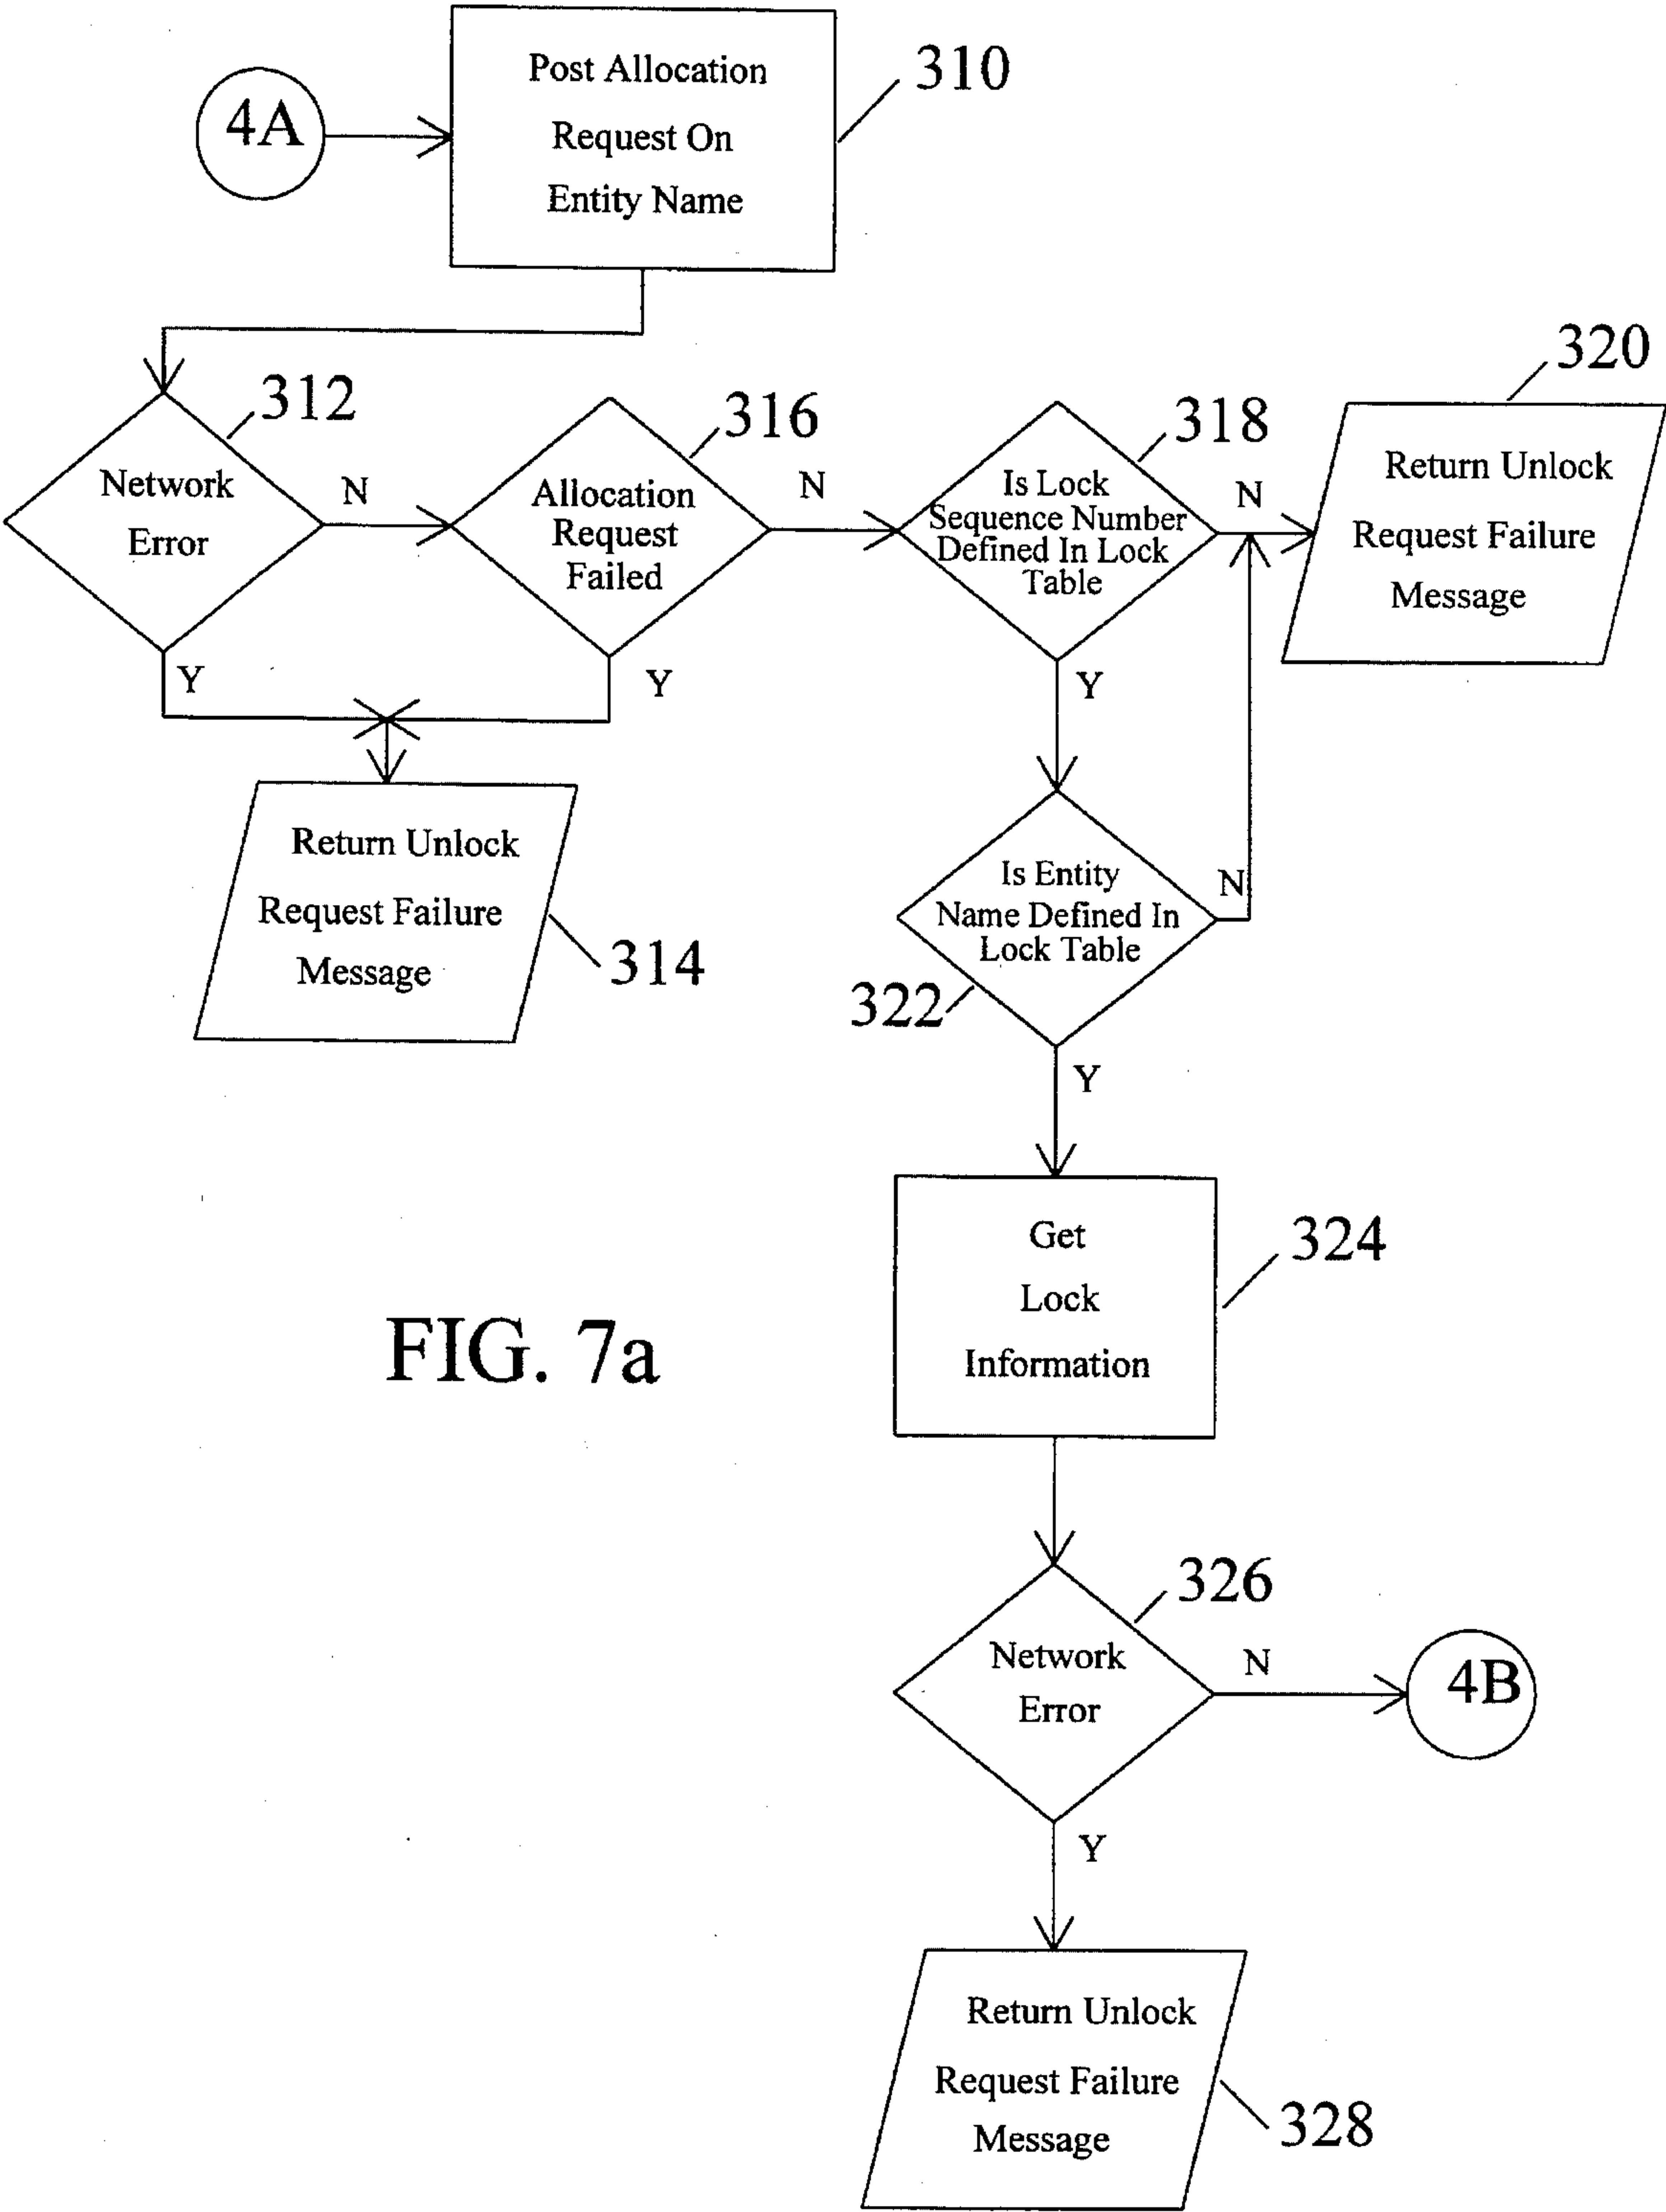 4A
Post Allocation
Request On
Entity Name
310
312
Network
Error
N
Y
316
Allocation
Request
Failed
N
Y
318
Is Lock
Sequence Number
Defined In Lock
Table
N
Y
320
Return Unlock
Request Failure
Message
Return Unlock
Request Failure
Message
314
Is Entity
Name Defined In
Lock Table
N
322
Y
Get
Lock
Information
324
FIG. 7a
326
Network
Error
N
4B
Y
Return Unlock
Request Failure
Message
328